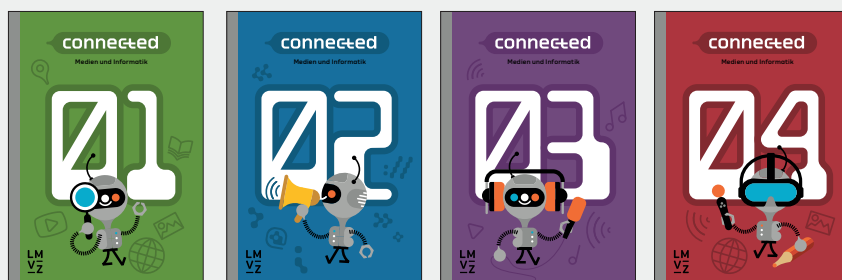 connected
Medien und Informatik
01
LM
VZ
connected
Medien und Informatik
02
connected
Medien und Informatik
03
LM
VZ
connected
Medien und Informatik
04
LM
VZ